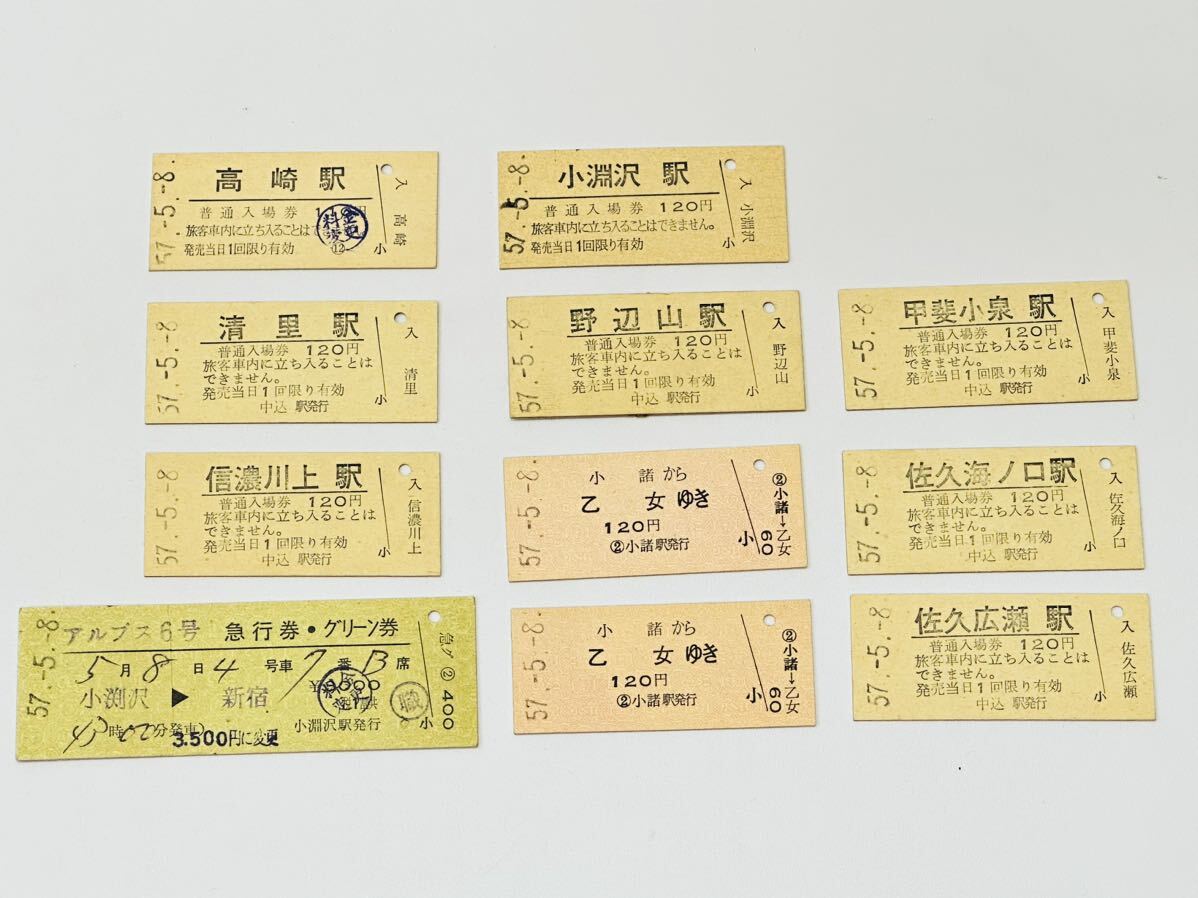 57.-5.-8.
高崎駅
普通入場券
旅客車内に立ち入ることはで
発売当日1回限り有効
料金変更
12
入
高崎
小
57.-5.-8.
小淵沢駅
普通入場券 120円
旅客車内に立ち入ることはできません。
発売当日1回限り有効
入
小淵沢
小
57.-5.-8
清里駅
普通入場券 120円
旅客車内に立ち入ることは
できません。
発売当日1回限り有効
中込 駅発行
入
清里
小
57.-5.-8
野辺山駅
普通入場券 120円
旅客車内に立ち入ることは
できません。
発売当日1回限り有効
中込 駅発行
入
野辺山
小
57.-5.-8
甲斐小泉駅
普通入場券 120円
旅客車内に立ち入ることは
できません。
発売当日1回限り有効
中込 駅発行
入
甲斐小泉
小
57.-5.-8
信濃川上駅
普通入場券 120円
旅客車内に立ち入ることは
できません。
発売当日1回限り有効
中込 駅発行
入
信濃川上
小
57.-5.-8.
小諸から
乙女ゆき
120円
②小諸駅発行
小
②小諸→乙女
60
57.-5.-8
佐久海ノ口駅
普通入場券 120円
旅客車内に立ち入ることは
できません。
発売当日1回限り有効
中込 駅発行
入
佐久海ノ口
小
57.-5.-8.
アルプス6号 急行券・グリーン券
5月8日4号車7番B席
小渕沢 ▶ 新宿
時00分発車)
小淵沢駅発行
3.500円に変更
職
急グ②400
小
57.-5.-8.
小諸から
乙女ゆき
120円
②小諸駅発行
小
②小諸→乙女
60
57.-5.-8
佐久広瀬駅
普通入場券 120円
旅客車内に立ち入ることは
できません。
発売当日1回限り有効
中込 駅発行
入
佐久広瀬
小